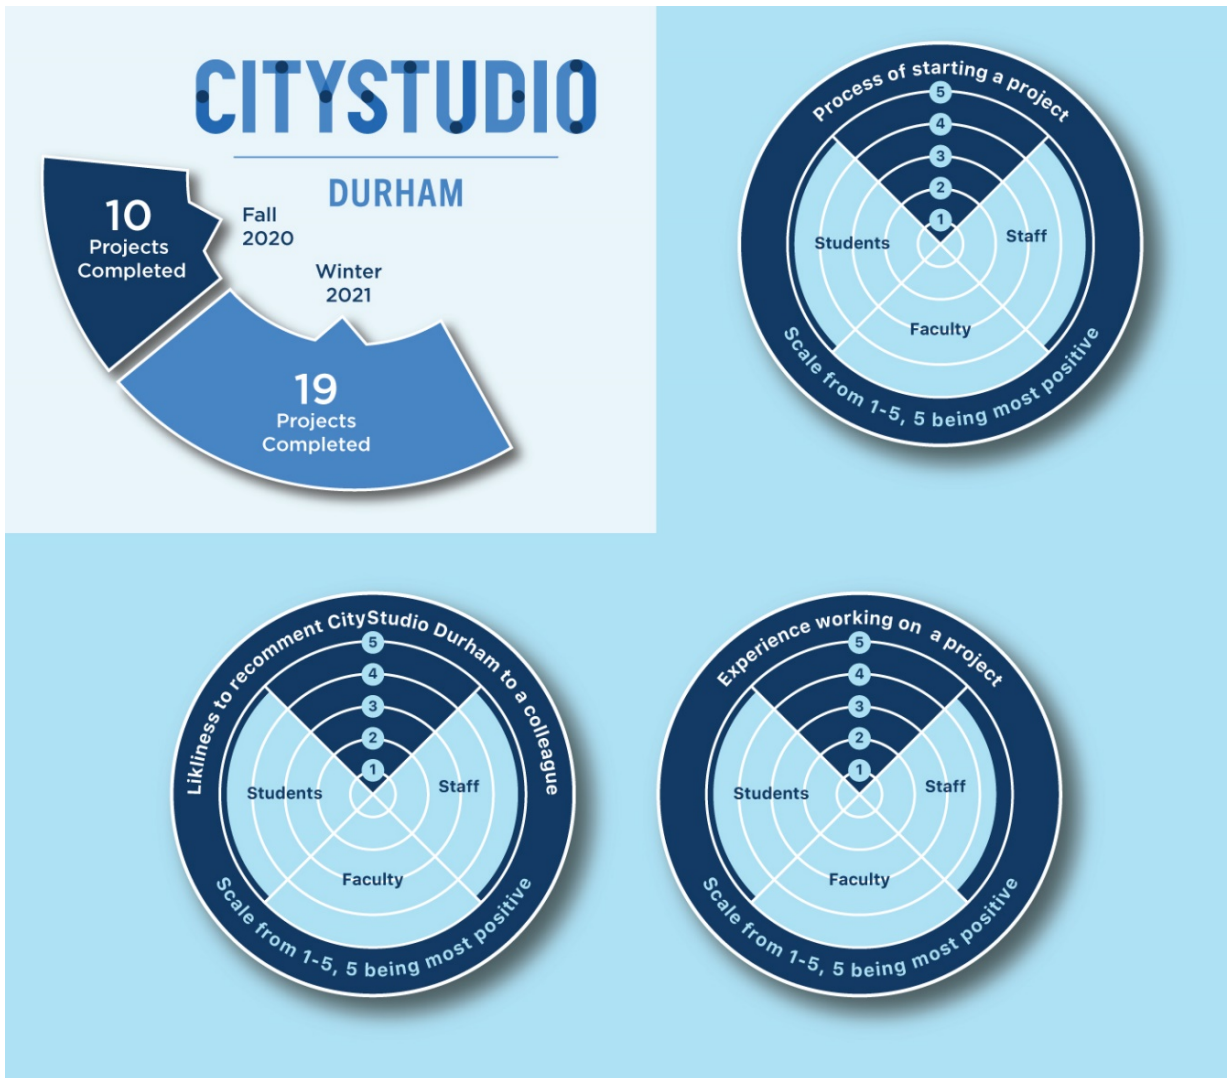 CITYSTUDIO
DURHAM
10
Projects
Completed
Fall
2020
Winter
2021
19
Projects
Completed
Process of starting a project
5
4
3
2
1
Students
Staff
Faculty
Scale from 1-5, 5 being most positive
Likliness to recomment CityStudio Durham to a colleague
5
4
3
2
1
Students
Staff
Faculty
Scale from 1-5, 5 being most positive
Experience working on a project
5
4
3
2
1
Students
Staff
Faculty
Scale from 1-5, 5 being most positive